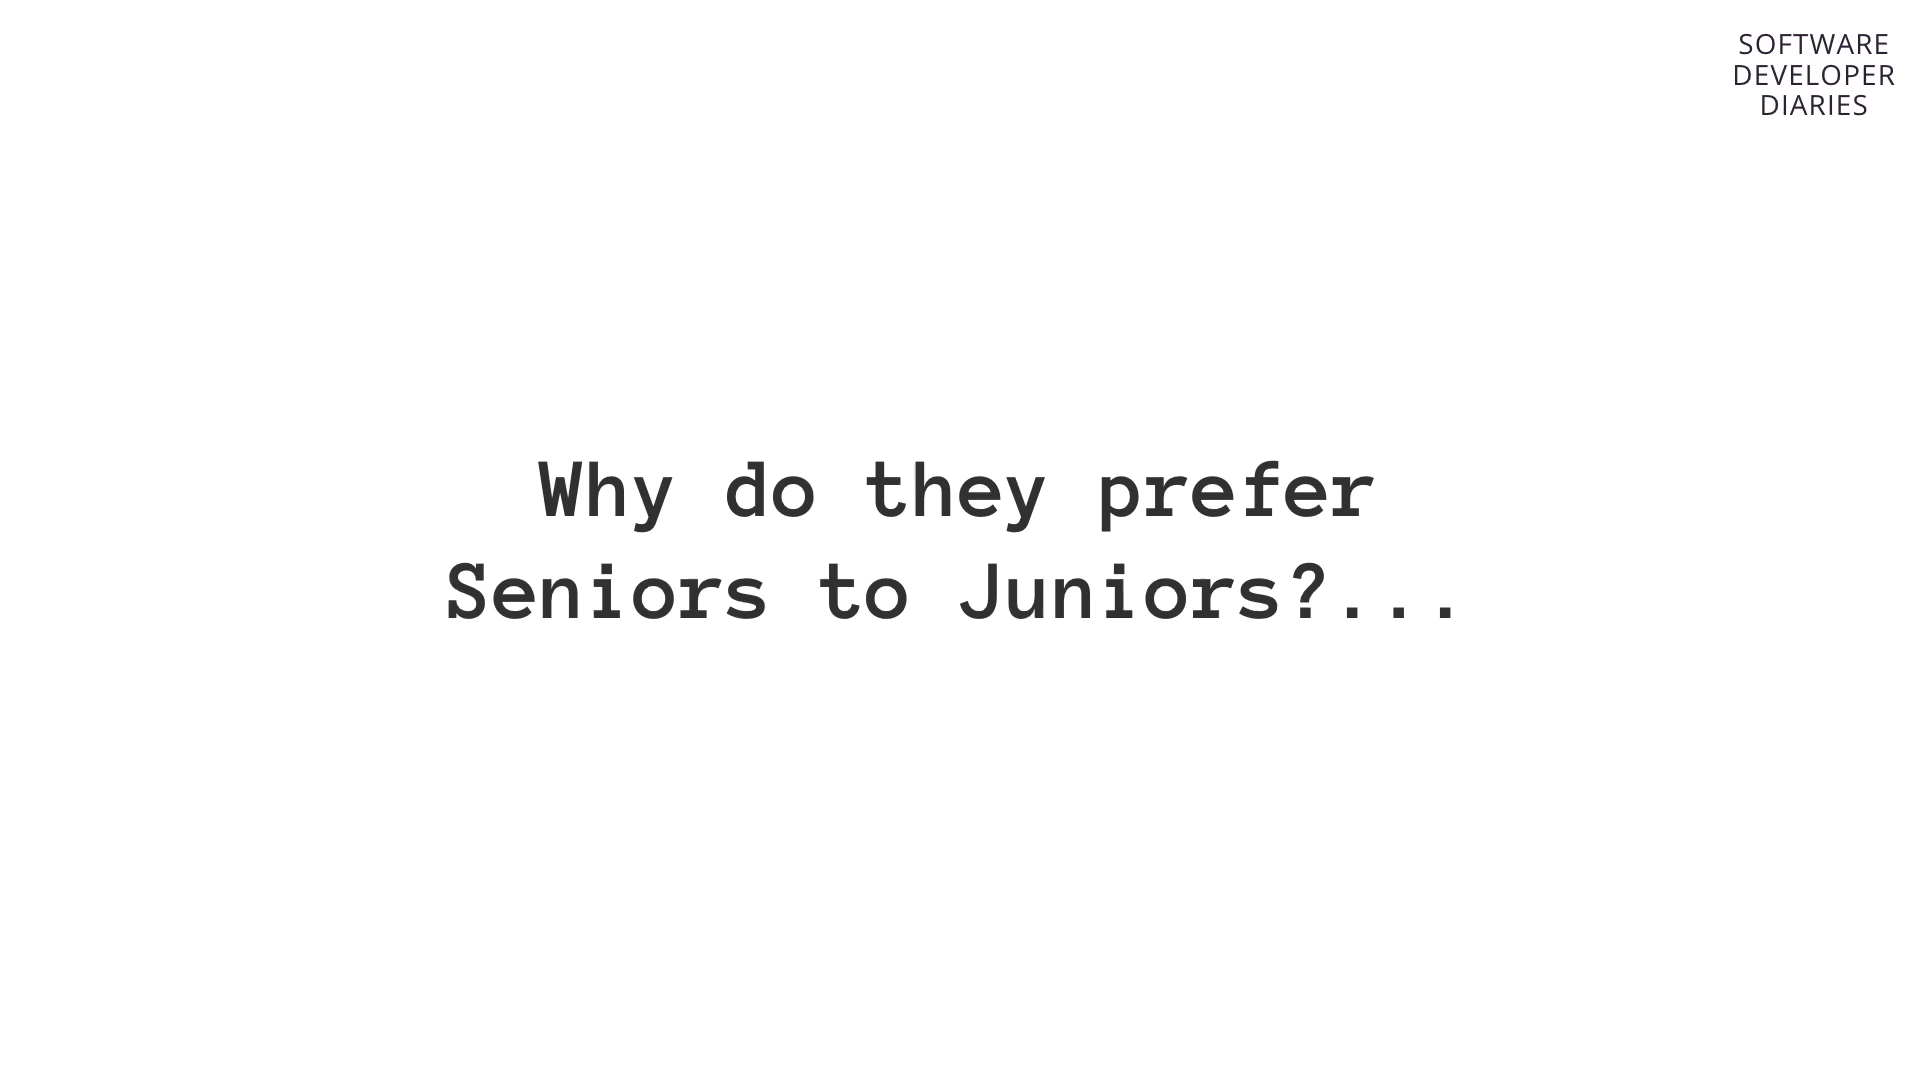 SOFTWARE
DEVELOPER
DIARIES
Why do they prefer
Seniors to Juniors?...